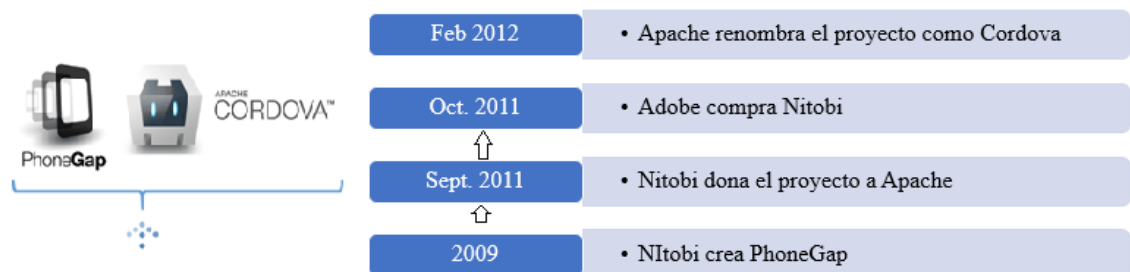 Feb 2012
• Apache renombra el proyecto como Cordova
Oct. 2011
• Adobe compra Nitobi
Sept. 2011
• Nitobi dona el proyecto a Apache
2009
• NItobi crea PhoneGap
PhoneGap
APACHE
CORDOVA™